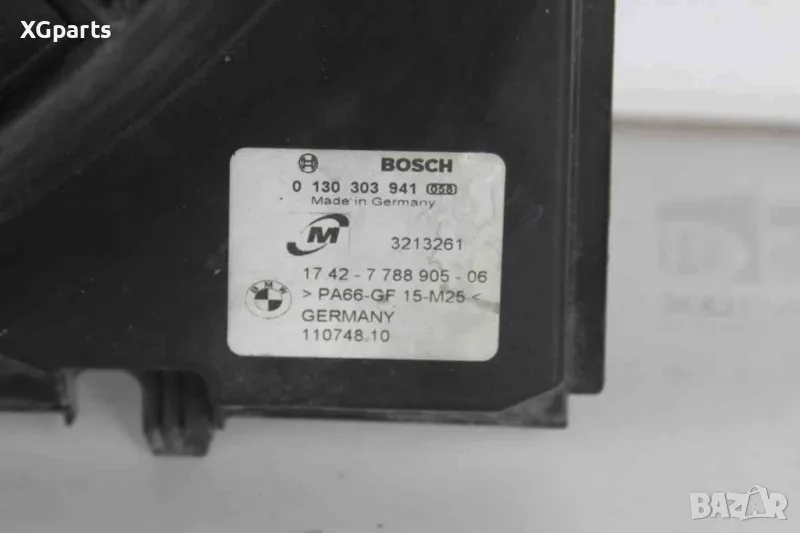 XGparts
BOSCH
0 130 303 941 058
Made in Germany
M
3213261
17.42 - 7 788 905 - 06
BMW
> PA66-GF 15-M25 <
GERMANY
110748.10
BAZAR